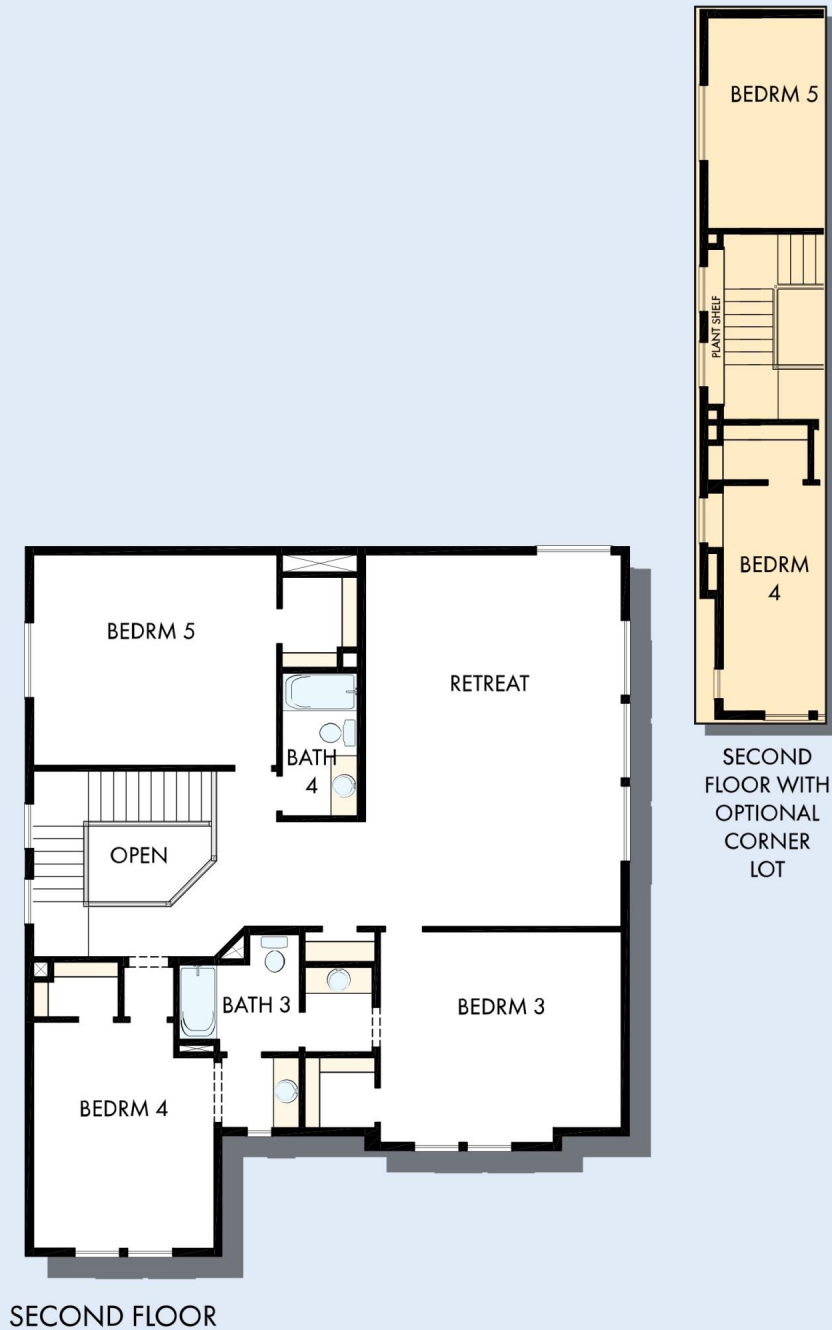 BEDRM 5
PLANT SHELF
BEDRM
4
SECOND
FLOOR WITH
OPTIONAL
CORNER
LOT
BEDRM 5
RETREAT
BATH
4
OPEN
BATH 3
BEDRM 3
BEDRM 4
SECOND FLOOR